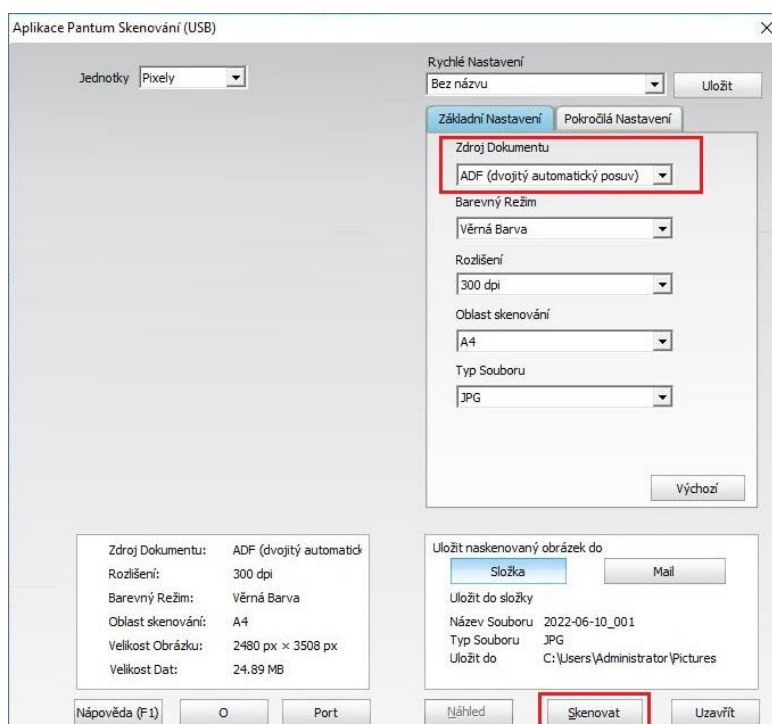 Aplikace Pantum Skenování (USB)
Jednotky Pixely
Rychlé Nastavení
Bez názvu
Uložit
Základní Nastavení
Pokročilá Nastavení
Zdroj Dokumentu
ADF (dvojitý automatický posuv)
Barevný Režim
Věrná Barva
Rozlišení
300 dpi
Oblast skenování
A4
Typ Souboru
JPG
Výchozí
Zdroj Dokumentu: ADF (dvojitý automatick
Rozlišení: 300 dpi
Barevný Režim: Věrná Barva
Oblast skenování: A4
Velikost Obrázku: 2480 px × 3508 px
Velikost Dat: 24.89 MB
Uložit naskenovaný obrázek do
Složka
Mail
Uložit do složky
Název Souboru 2022-06-10_001
Typ Souboru JPG
Uložit do C:\Users\Administrator\Pictures
Nápověda (F1)
O
Port
Náhled
Skenovat
Uzavřít